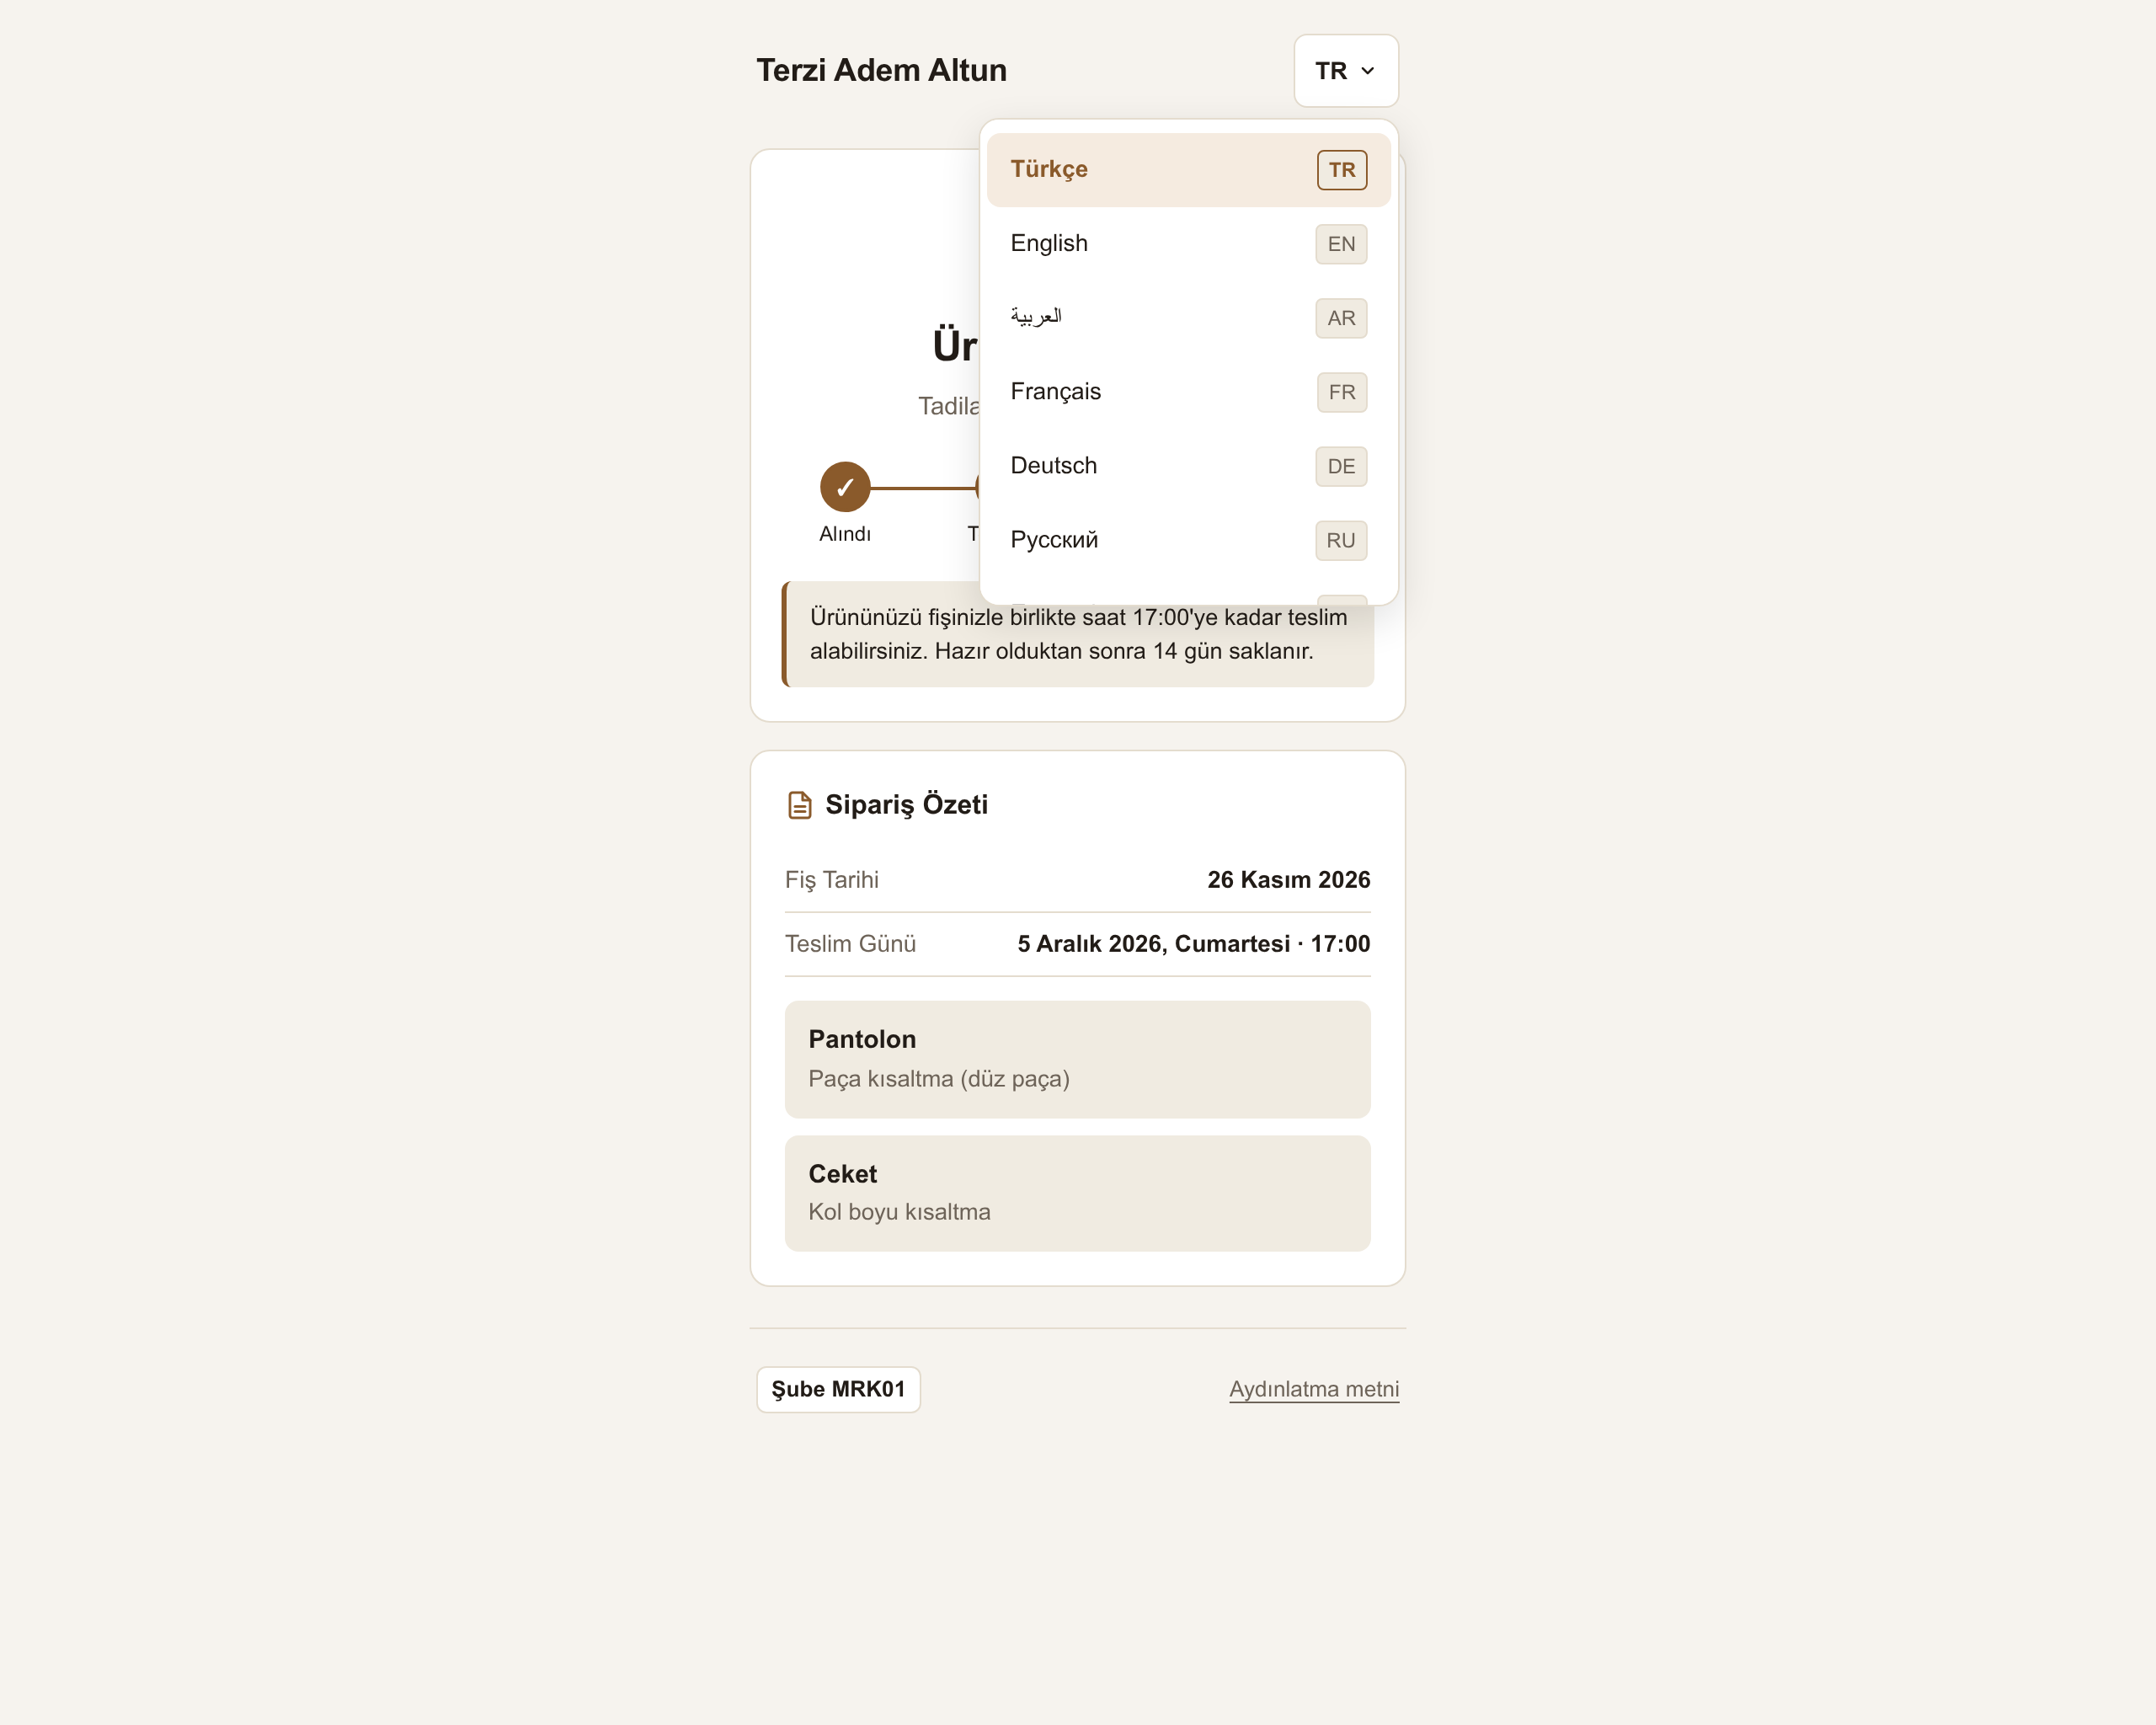 Terzi Adem Altun
TR
Türkçe TR
English EN
العربية AR
Français FR
Deutsch DE
Русский RU
Alındı
Ürününüzü fişinizle birlikte saat 17:00'ye kadar teslim
alabilirsiniz. Hazır olduktan sonra 14 gün saklanır.
Sipariş Özeti
Fiş Tarihi 26 Kasım 2026
Teslim Günü 5 Aralık 2026, Cumartesi · 17:00
Pantolon
Paça kısaltma (düz paça)
Ceket
Kol boyu kısaltma
Şube MRK01
Aydınlatma metni